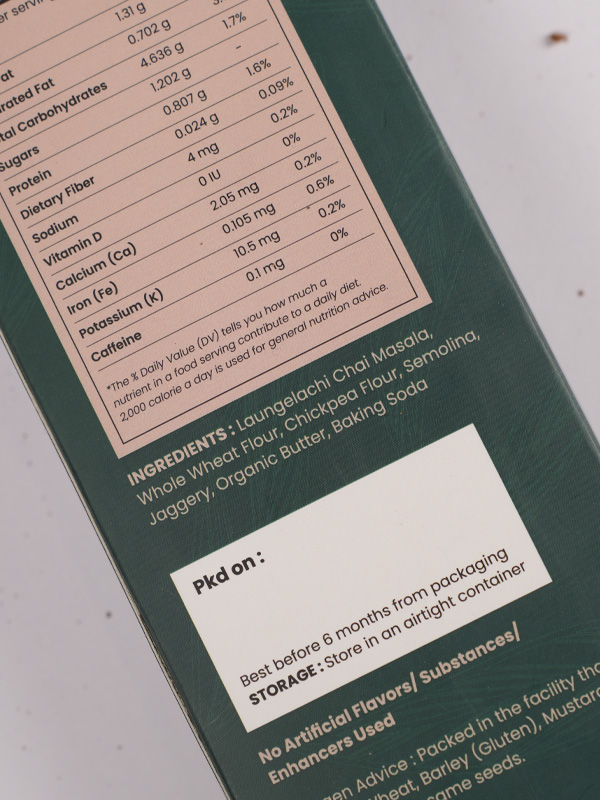 er serving
at 1.31 g
rated Fat 0.702 g
tal Carbohydrates 4.636 g 1.7%
Sugars 1.202 g -
Protein 0.807 g 1.6%
Dietary Fiber 0.024 g 0.09%
Sodium 4 mg 0.2%
Vitamin D 0 IU 0%
Calcium (Ca) 2.05 mg 0.2%
Iron (Fe) 0.105 mg 0.6%
Potassium (K) 10.5 mg 0.2%
Caffeine 0.1 mg 0%
*The % Daily Value (DV) tells you how much a
nutrient in a food serving contribute to a daily diet.
2,000 calorie a day is used for general nutrition advice.
INGREDIENTS : Laungelachi Chai Masala,
Whole Wheat Flour, Chickpea Flour, Semolina,
Jaggery, Organic Butter, Baking Soda
Pkd on :
Best before 6 months from packaging
STORAGE : Store in an airtight container
No Artificial Flavors/ Substances/
Enhancers Used
gen Advice : Packed in the facility tha
heat, Barley (Gluten), Mustard
same seeds.